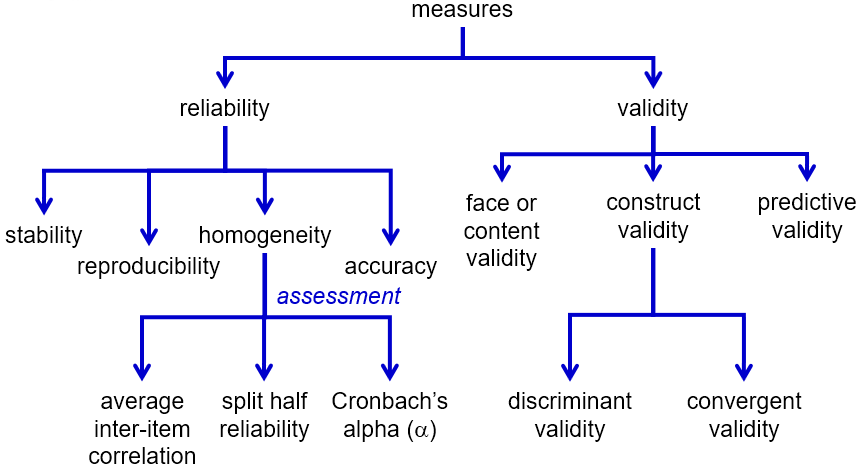 measures
reliability
validity
stability
reproducibility
homogeneity
accuracy
face or
content
validity
construct
validity
predictive
validity
assessment
average
inter-item
correlation
split half
reliability
Cronbach’s
alpha (α)
discriminant
validity
convergent
validity